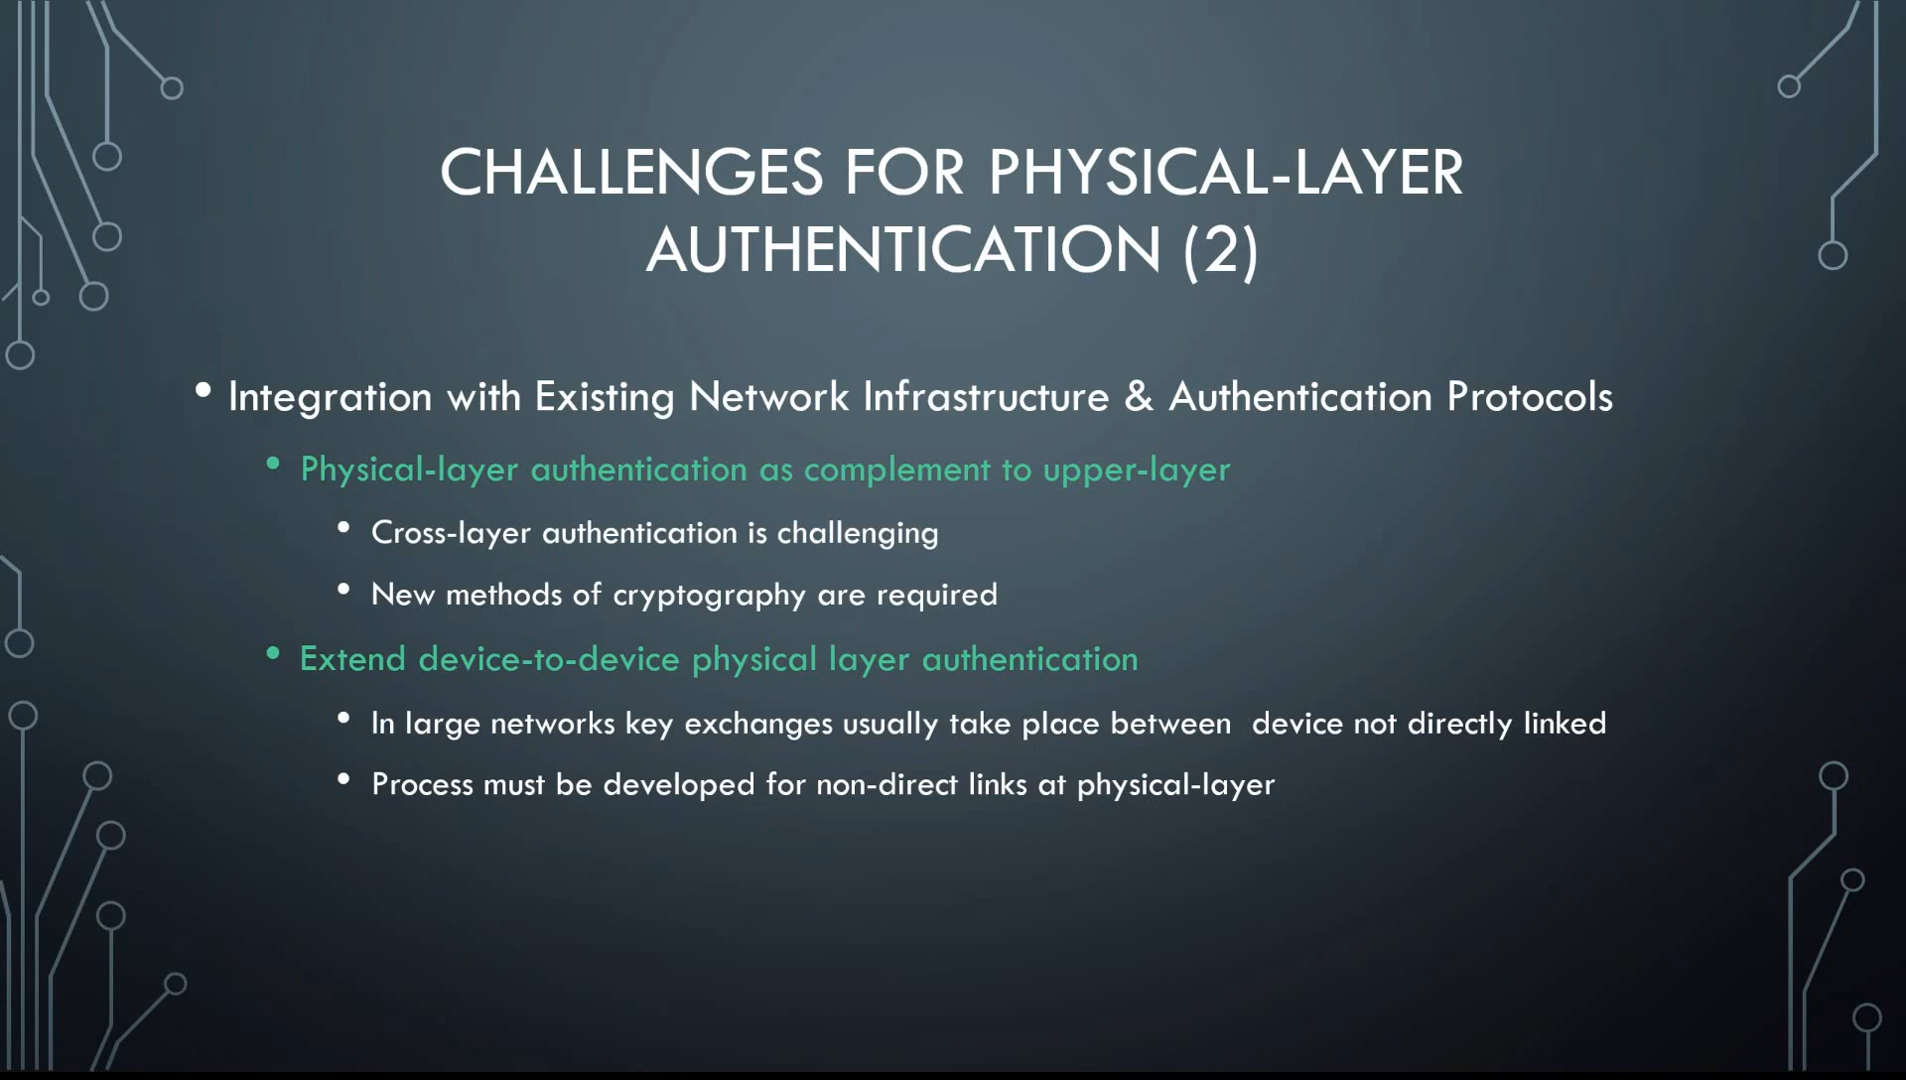 CHALLENGES FOR PHYSICAL-LAYER
AUTHENTICATION (2)
• Integration with Existing Network Infrastructure & Authentication Protocols
• Physical-layer authentication as complement to upper-layer
• Cross-layer authentication is challenging
• New methods of cryptography are required
• Extend device-to-device physical layer authentication
• In large networks key exchanges usually take place between  device not directly linked
• Process must be developed for non-direct links at physical-layer